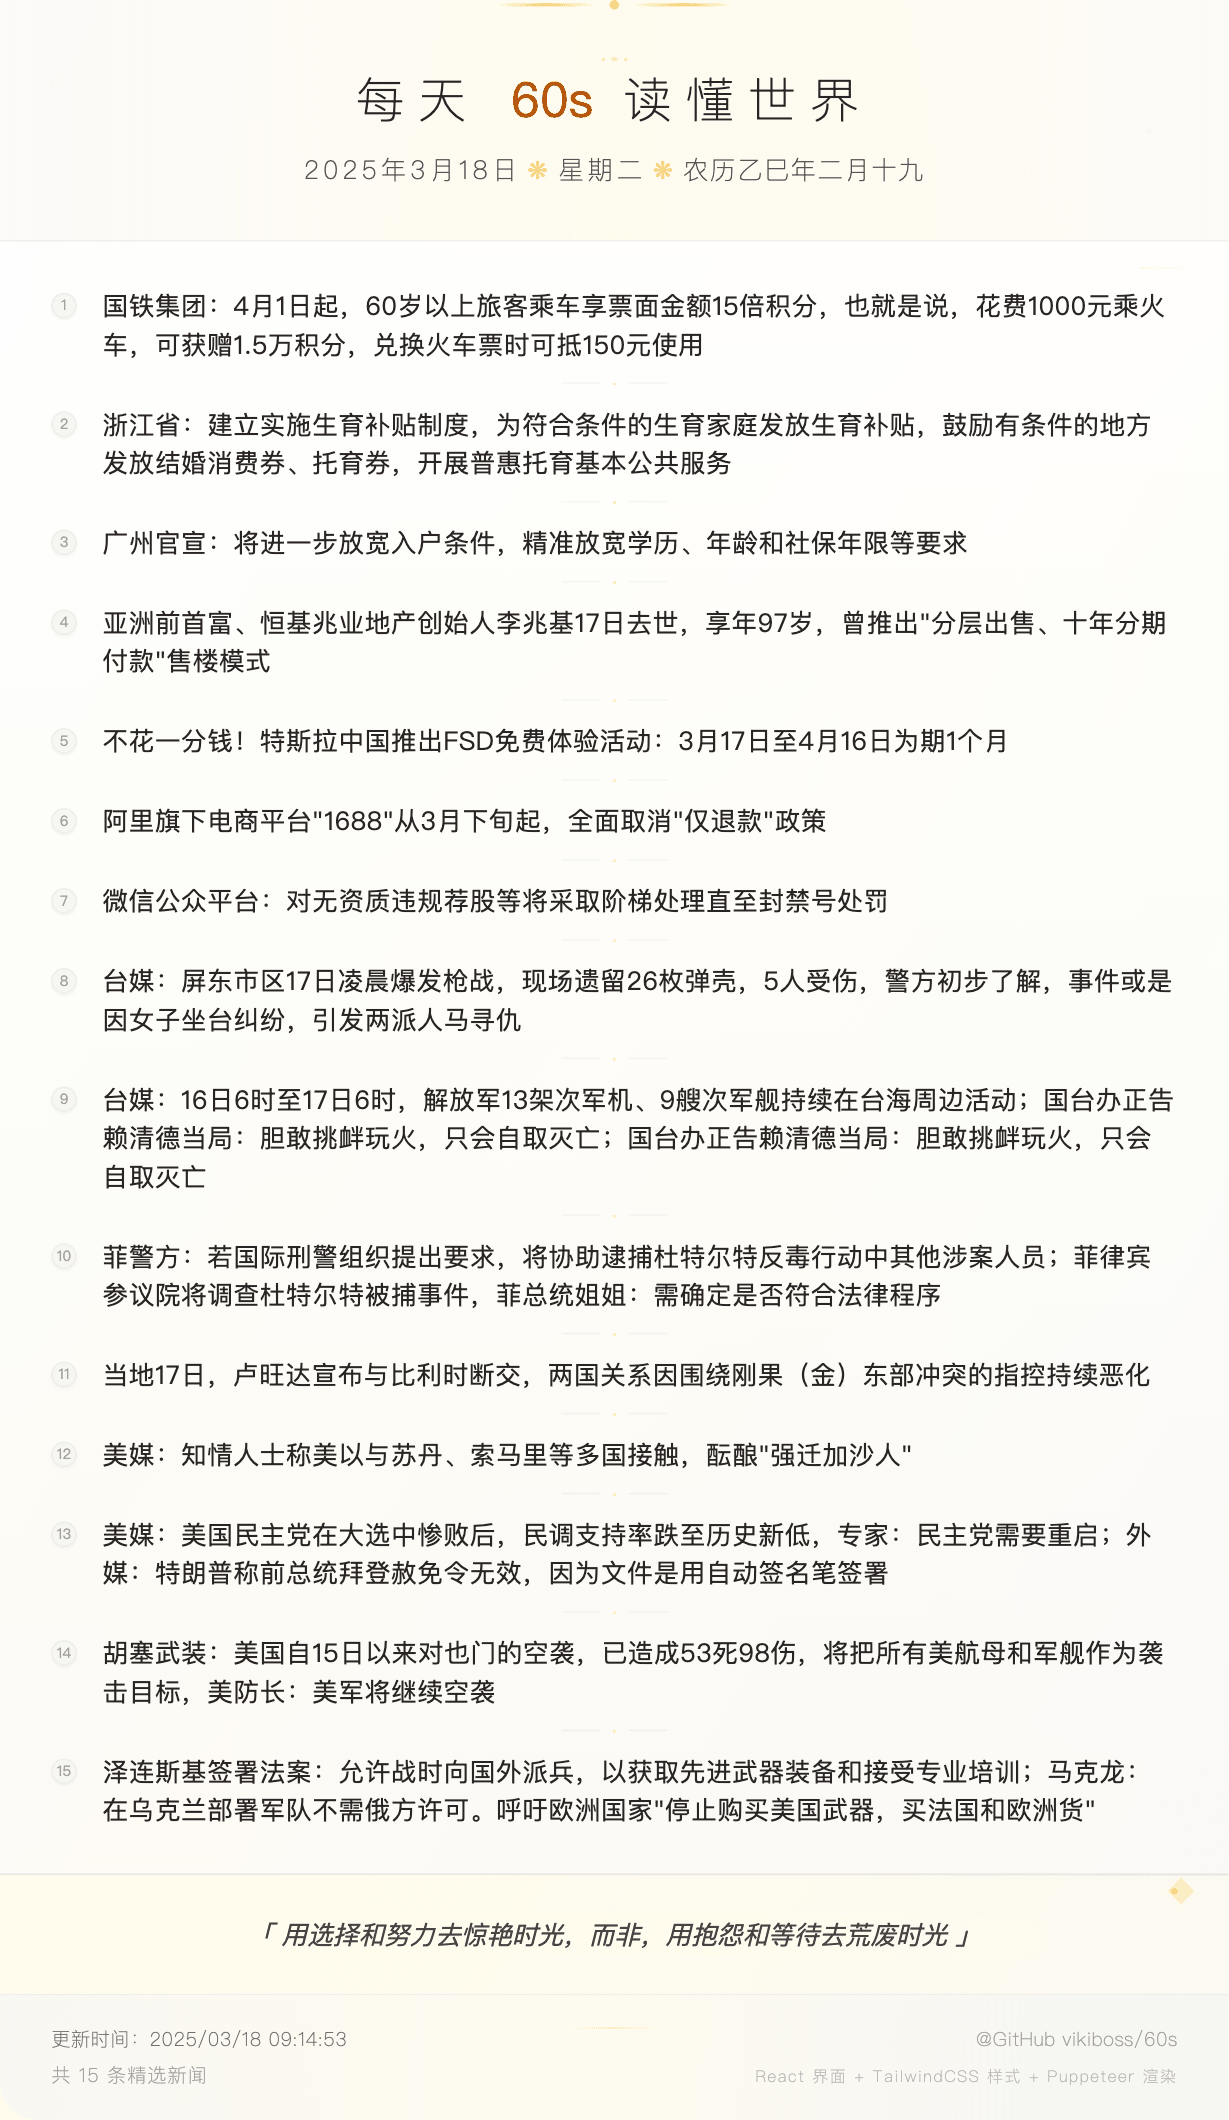 每天 60s 读懂世界
2025年3月18日 ❋ 星期二 ❋ 农历乙巳年二月十九
1 国铁集团：4月1日起，60岁以上旅客乘车享票面金额15倍积分，也就是说，花费1000元乘火
车，可获赠1.5万积分，兑换火车票时可抵150元使用
2 浙江省：建立实施生育补贴制度，为符合条件的生育家庭发放生育补贴，鼓励有条件的地方
发放结婚消费券、托育券，开展普惠托育基本公共服务
3 广州官宣：将进一步放宽入户条件，精准放宽学历、年龄和社保年限等要求
4 亚洲前首富、恒基兆业地产创始人李兆基17日去世，享年97岁，曾推出"分层出售、十年分期
付款"售楼模式
5 不花一分钱！特斯拉中国推出FSD免费体验活动：3月17日至4月16日为期1个月
6 阿里旗下电商平台"1688"从3月下旬起，全面取消"仅退款"政策
7 微信公众平台：对无资质违规荐股等将采取阶梯处理直至封禁号处罚
8 台媒：屏东市区17日凌晨爆发枪战，现场遗留26枚弹壳，5人受伤，警方初步了解，事件或是
因女子坐台纠纷，引发两派人马寻仇
9 台媒：16日6时至17日6时，解放军13架次军机、9艘次军舰持续在台海周边活动；国台办正告
赖清德当局：胆敢挑衅玩火，只会自取灭亡；国台办正告赖清德当局：胆敢挑衅玩火，只会
自取灭亡
10 菲警方：若国际刑警组织提出要求，将协助逮捕杜特尔特反毒行动中其他涉案人员；菲律宾
参议院将调查杜特尔特被捕事件，菲总统姐姐：需确定是否符合法律程序
11 当地17日，卢旺达宣布与比利时断交，两国关系因围绕刚果（金）东部冲突的指控持续恶化
12 美媒：知情人士称美以与苏丹、索马里等多国接触，酝酿"强迁加沙人"
13 美媒：美国民主党在大选中惨败后，民调支持率跌至历史新低，专家：民主党需要重启；外
媒：特朗普称前总统拜登赦免令无效，因为文件是用自动签名笔签署
14 胡塞武装：美国自15日以来对也门的空袭，已造成53死98伤，将把所有美航母和军舰作为袭
击目标，美防长：美军将继续空袭
15 泽连斯基签署法案：允许战时向国外派兵，以获取先进武器装备和接受专业培训；马克龙：
在乌克兰部署军队不需俄方许可。呼吁欧洲国家"停止购买美国武器，买法国和欧洲货"
「 用选择和努力去惊艳时光，而非，用抱怨和等待去荒废时光 」
更新时间：2025/03/18 09:14:53
@GitHub vikiboss/60s
共 15 条精选新闻
React 界面 + TailwindCSS 样式 + Puppeteer 渲染